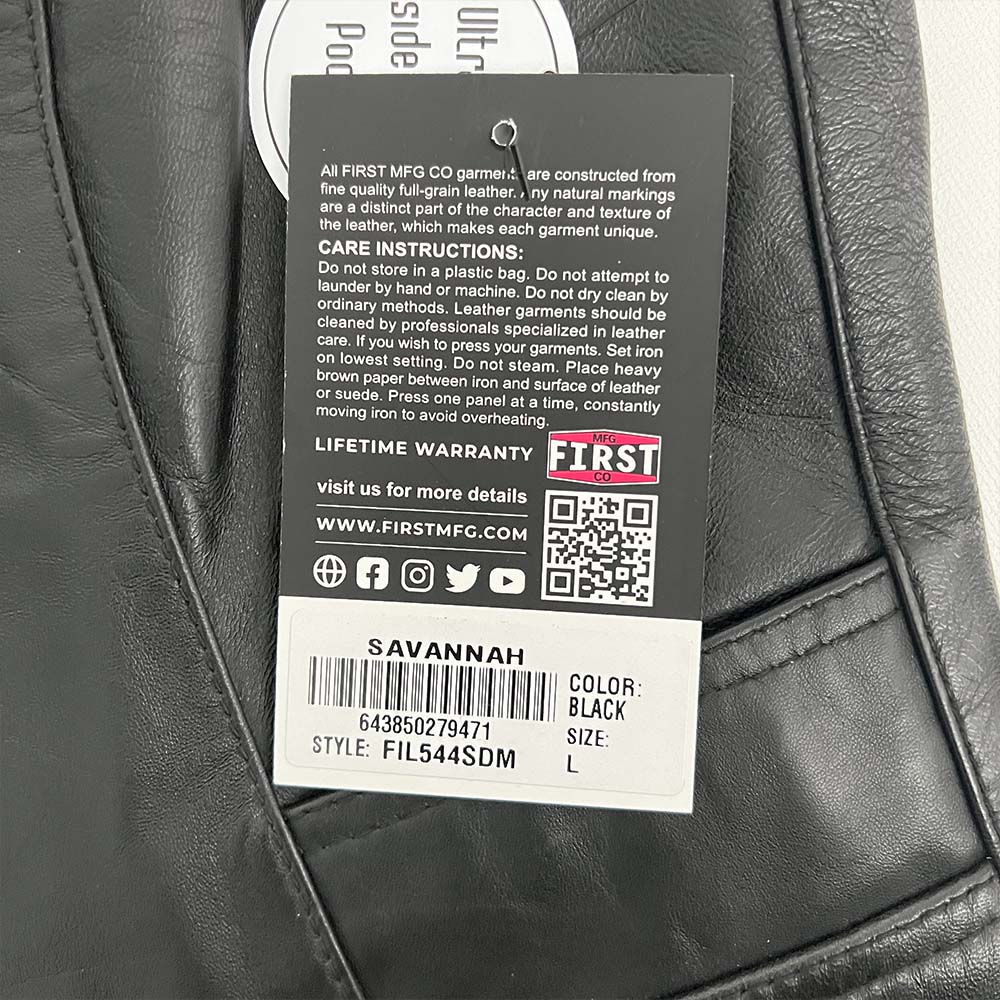 Ultr
side
Poc
All FIRST MFG CO garments are constructed from
fine quality full-grain leather. Any natural markings
are a distinct part of the character and texture of
the leather, which makes each garment unique.
CARE INSTRUCTIONS:
Do not store in a plastic bag. Do not attempt to
launder by hand or machine. Do not dry clean by
ordinary methods. Leather garments should be
cleaned by professionals specialized in leather
care. If you wish to press your garments. Set iron
on lowest setting. Do not steam. Place heavy
brown paper between iron and surface of leather
or suede. Press one panel at a time, constantly
moving iron to avoid overheating.
LIFETIME WARRANTY
MFG
FIRST
CO
visit us for more details
WWW.FIRSTMFG.COM
SAVANNAH
643850279471
STYLE: FIL544SDM
COLOR:
BLACK
SIZE:
L